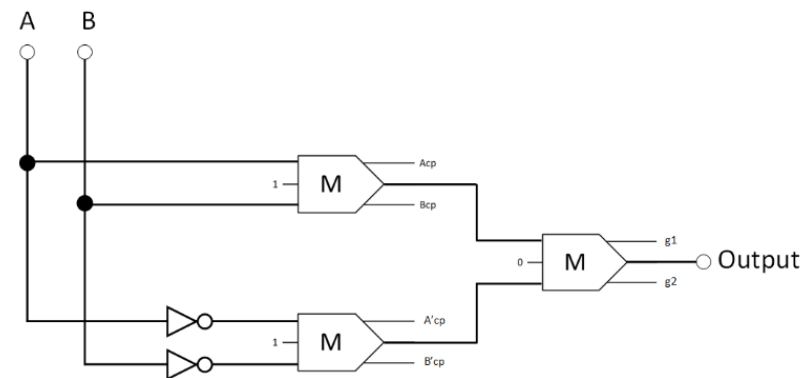 A B
1 M Acp
Bcp
0 M g1
Output
g2
1 M A'cp
B'cp